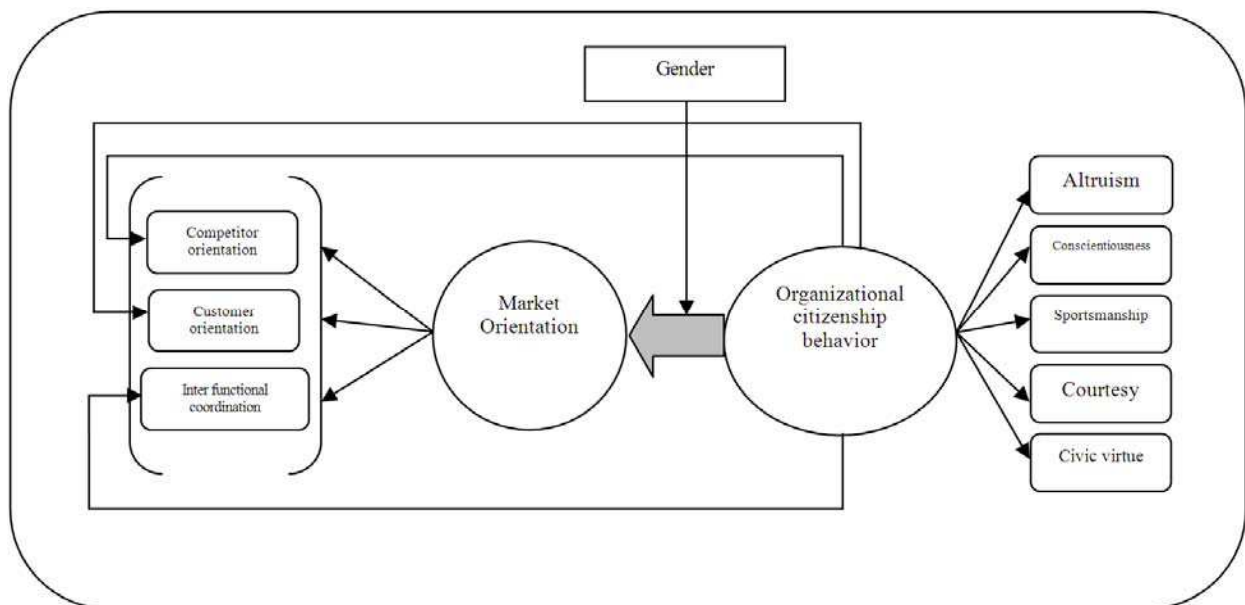 Gender
Competitor
orientation
Customer
orientation
Inter functional
coordination
Market
Orientation
Organizational
citizenship
behavior
Altruism
Conscientiousness
Sportsmanship
Courtesy
Civic virtue